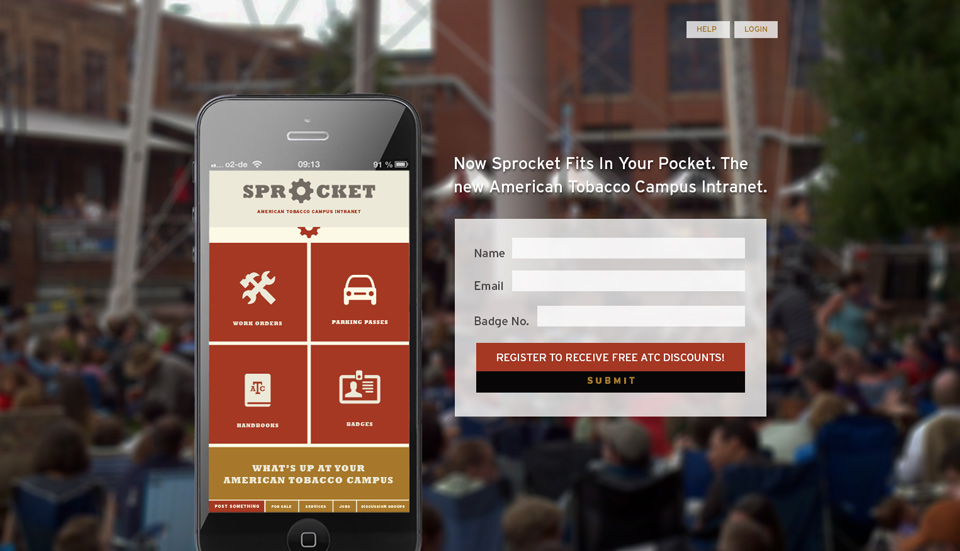 HELP
LOGIN
Now Sprocket Fits In Your Pocket. The
new American Tobacco Campus Intranet.
Name
Email
Badge No.
REGISTER TO RECEIVE FREE ATC DISCOUNTS!
SUBMIT
... o2-de 09:13 91 %
SPROCKET
AMERICAN TOBACCO CAMPUS INTRANET
WORK ORDERS
PARKING PASSES
ATC
HANDBOOKS
BADGES
WHAT'S UP AT YOUR
AMERICAN TOBACCO CAMPUS
POST SOMETHING
FOR SALE
SERVICES
JOBS
DISCUSSION GROUPS